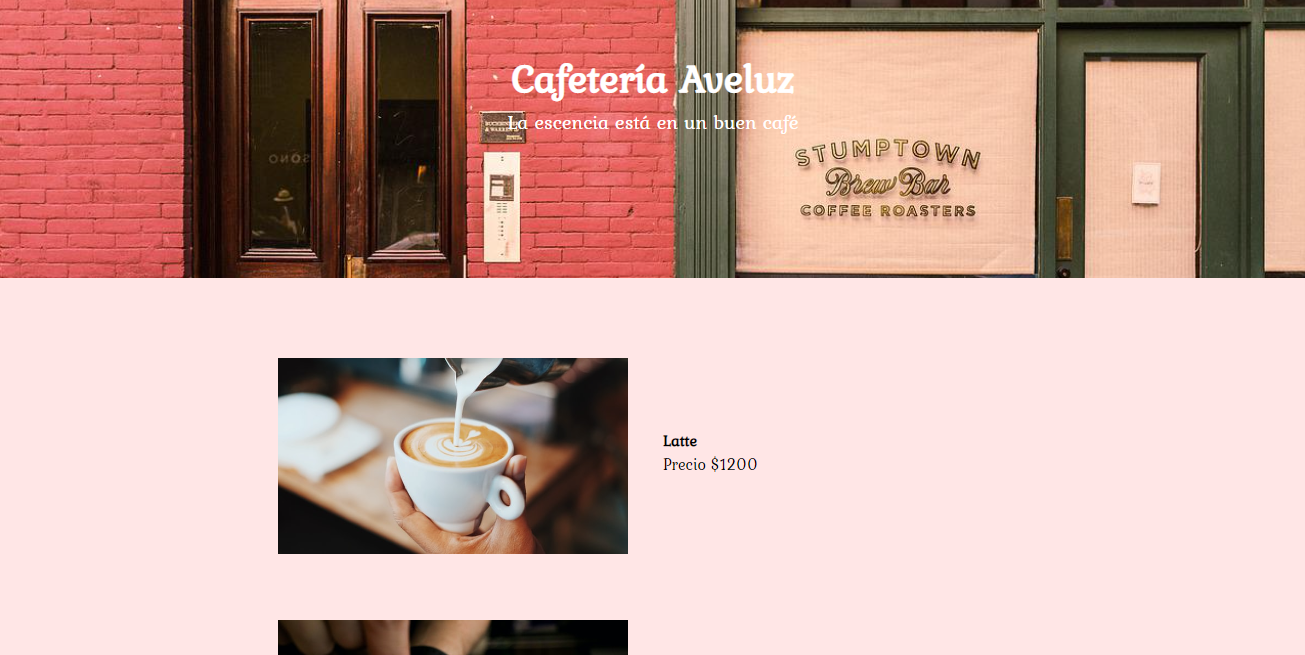 Cafetería Aveluz
La escencia está en un buen café
STUMPTOWN
Brew Bar
COFFEE ROASTERS
Latte
Precio $1200